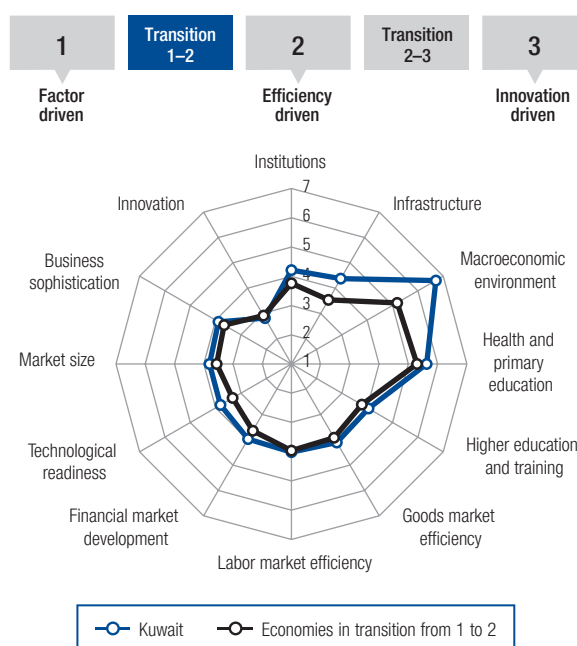 1
Transition
1–2
2
Transition
2–3
3
Factor
driven
Efficiency
driven
Innovation
driven
Institutions
Infrastructure
Macroeconomic
environment
Health and
primary
education
Higher education
and training
Goods market
efficiency
Labor market efficiency
Financial market
development
Technological
readiness
Market size
Business
sophistication
Innovation
7
6
5
4
3
2
1
Kuwait
Economies in transition from 1 to 2